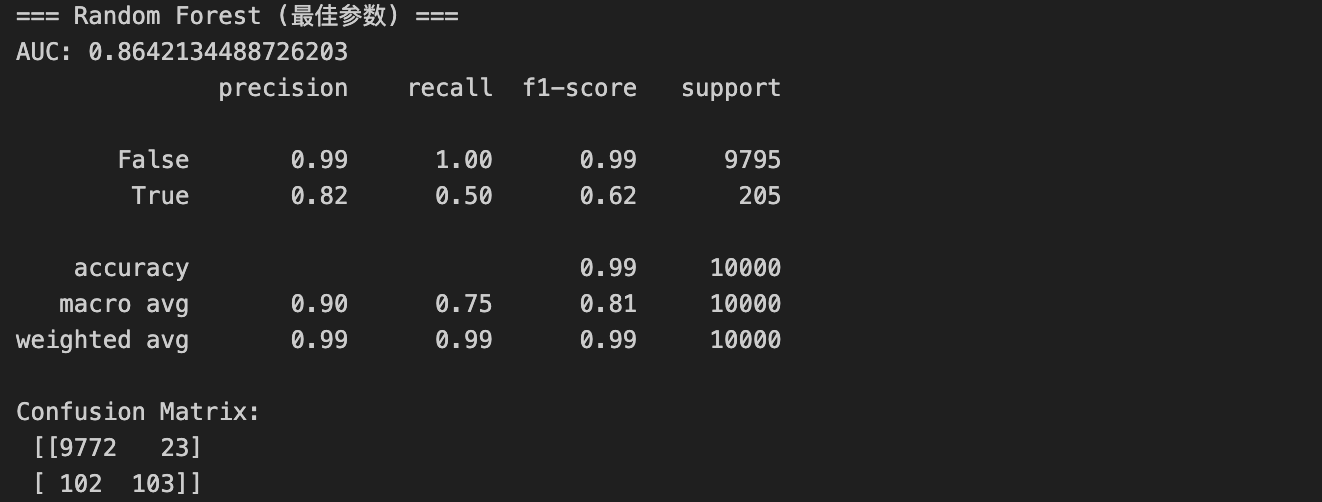 === Random Forest (最佳参数) ===
AUC: 0.8642134488726203
              precision    recall  f1-score   support

       False       0.99      1.00      0.99      9795
        True       0.82      0.50      0.62       205

    accuracy                           0.99     10000
   macro avg       0.90      0.75      0.81     10000
weighted avg       0.99      0.99      0.99     10000

Confusion Matrix:
 [[9772   23]
 [ 102  103]]